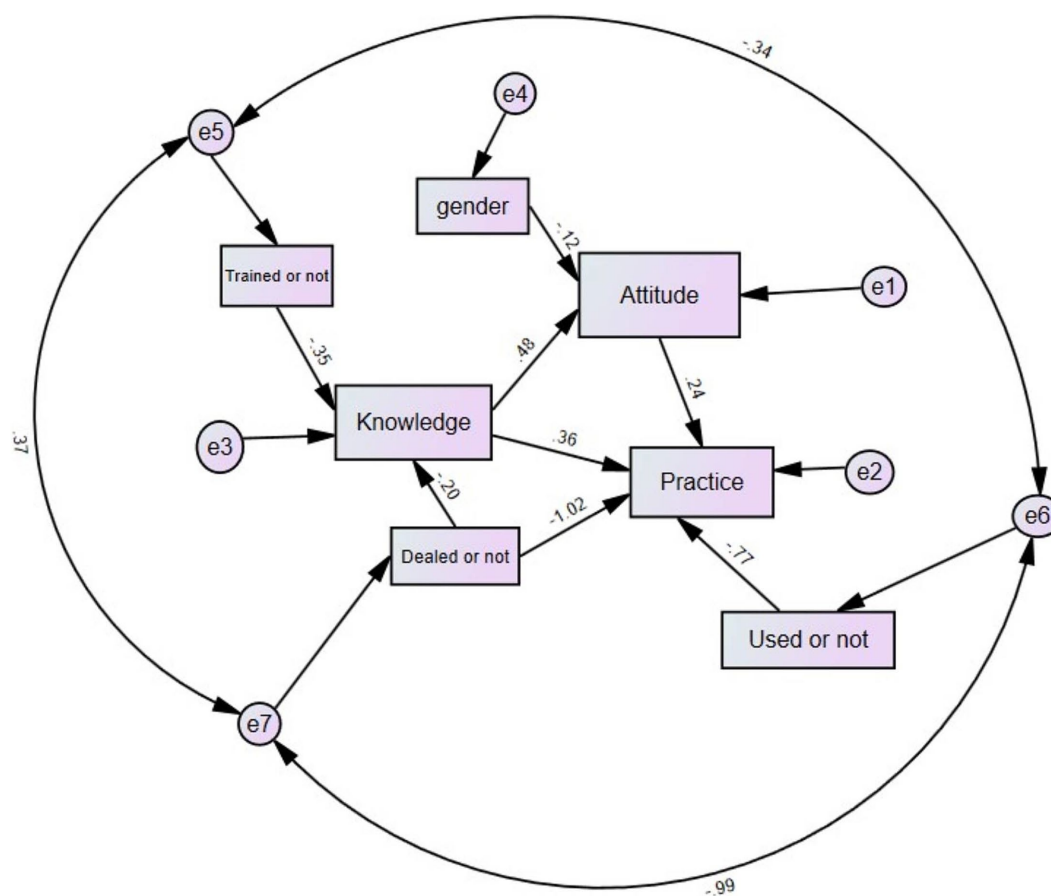 -.34
e4
e5
gender
-.12
Trained or not
Attitude
e1
-.35
.48
.24
Knowledge
e3
.36
.37
Practice
e2
-.20
-1.02
e6
Dealed or not
-.77
Used or not
e7
-.99